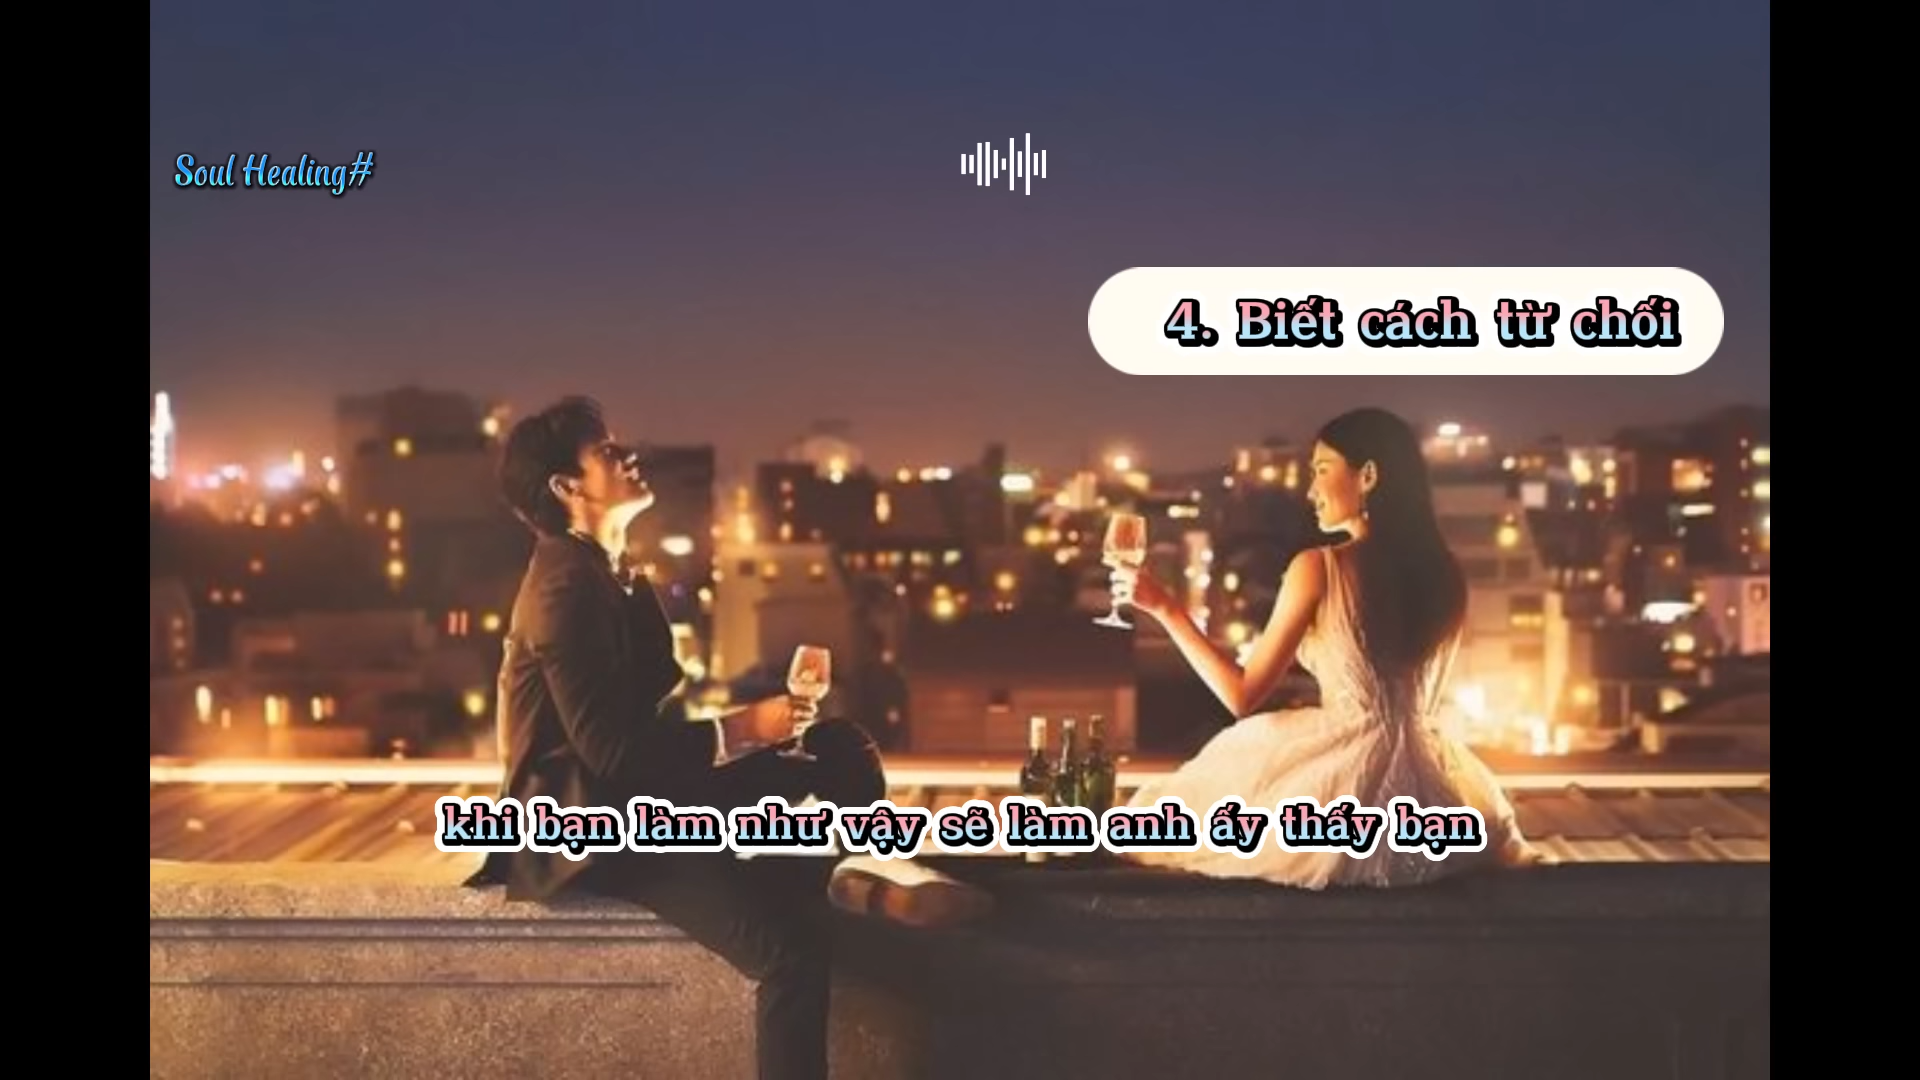 Soul Healing#
4. Biết cách từ chối
khi bạn làm như vậy sẽ làm anh ấy thấy bạn